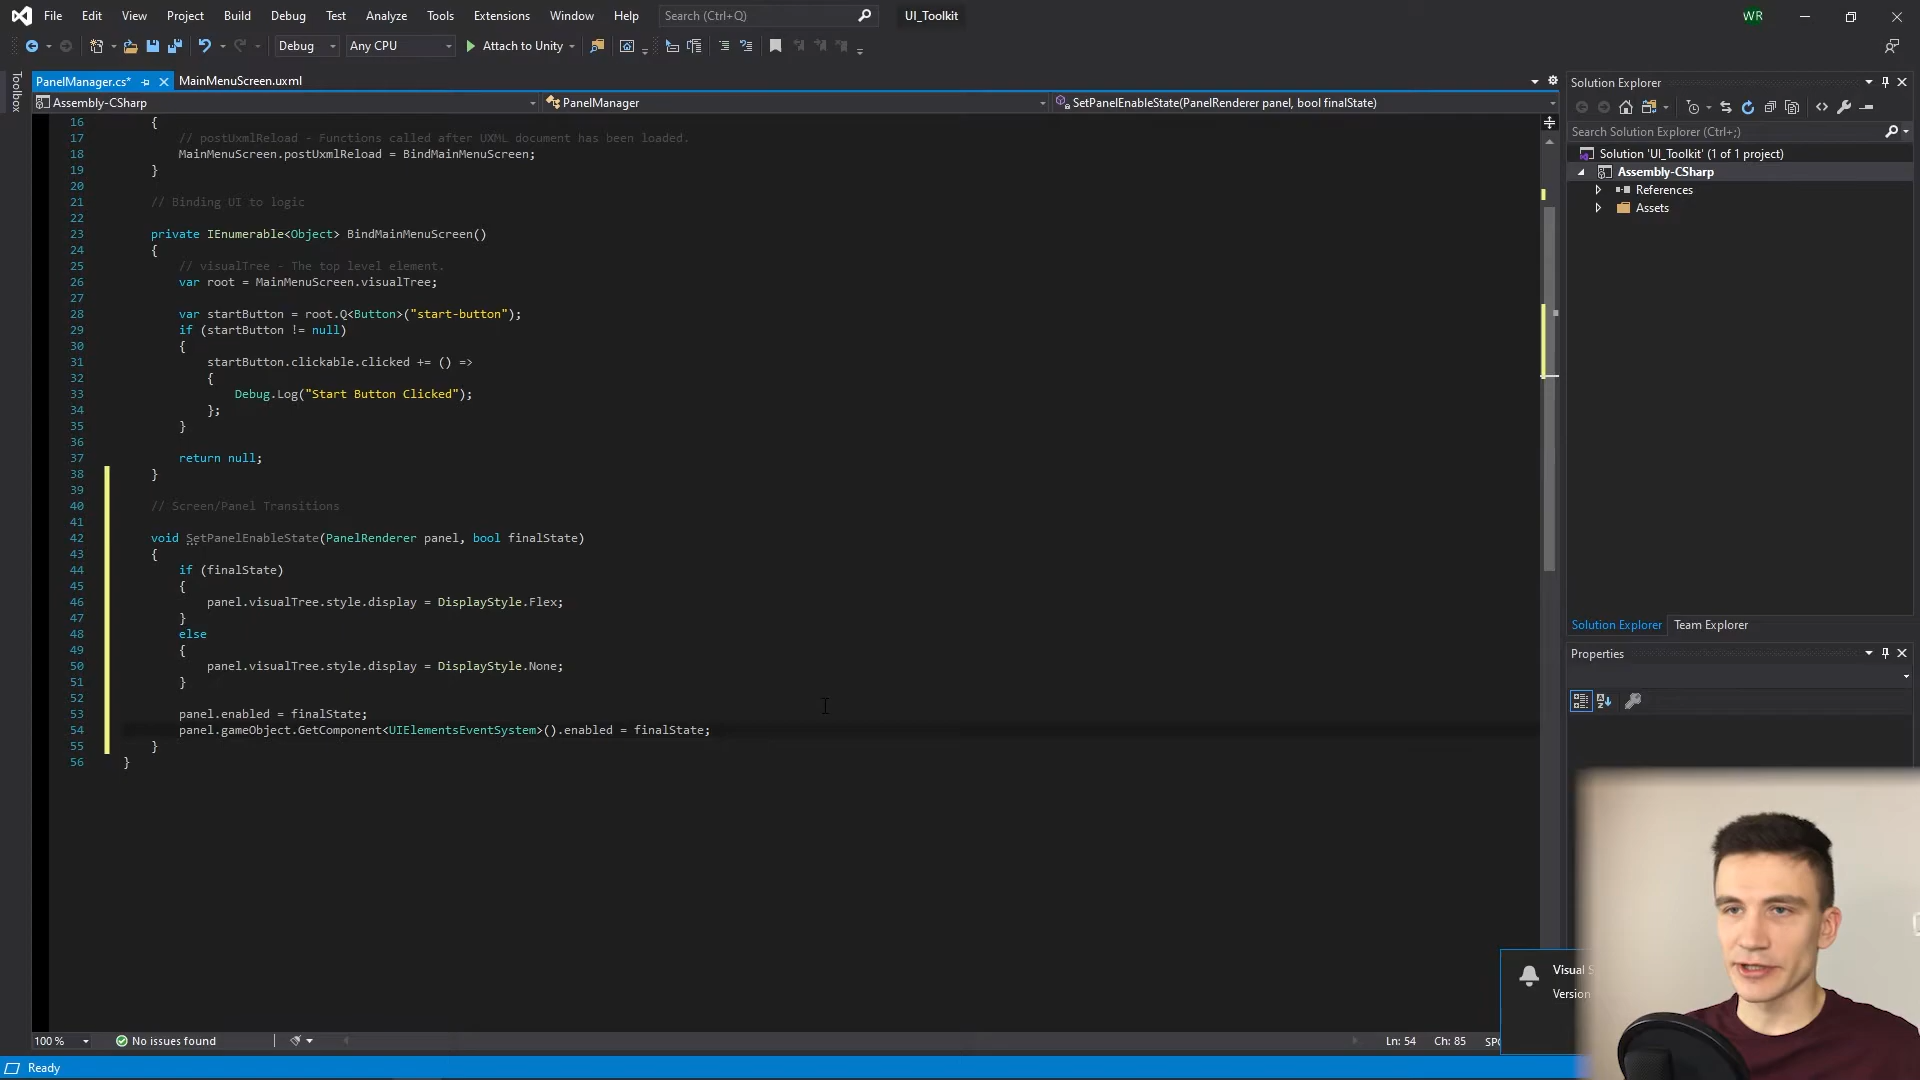 File Edit View Project Build Debug Test Analyze Tools Extensions Window Help Search (Ctrl+Q) UI_Toolkit WR
Debug Any CPU Attach to Unity
Toolbox
PanelManager.cs* MainMenuScreen.uxml
Assembly-CSharp PanelManager SetPanelEnableState(PanelRenderer panel, bool finalState)
16 {
17 // postUxmlReload - Functions called after UXML document has been loaded.
18 MainMenuScreen.postUxmlReload = BindMainMenuScreen;
19 }
20
21 // Binding UI to logic
22
23 private IEnumerable<Object> BindMainMenuScreen()
24 {
25 // visualTree - The top level element.
26 var root = MainMenuScreen.visualTree;
27
28 var startButton = root.Q<Button>("start-button");
29 if (startButton != null)
30 {
31 startButton.clickable.clicked += () =>
32 {
33 Debug.Log("Start Button Clicked");
34 };
35 }
36
37 return null;
38 }
39
40 // Screen/Panel Transitions
41
42 void SetPanelEnableState(PanelRenderer panel, bool finalState)
43 {
44 if (finalState)
45 {
46 panel.visualTree.style.display = DisplayStyle.Flex;
47 }
48 else
49 {
50 panel.visualTree.style.display = DisplayStyle.None;
51 }
52
53 panel.enabled = finalState;
54 panel.gameObject.GetComponent<UIElementsEventSystem>().enabled = finalState;
55 }
56 }
Solution Explorer
Search Solution Explorer (Ctrl+;)
Solution 'UI_Toolkit' (1 of 1 project)
Assembly-CSharp
References
Assets
Solution Explorer Team Explorer
Properties
Visual S
Version
100 % No issues found Ln: 54 Ch: 85 SPC
Ready